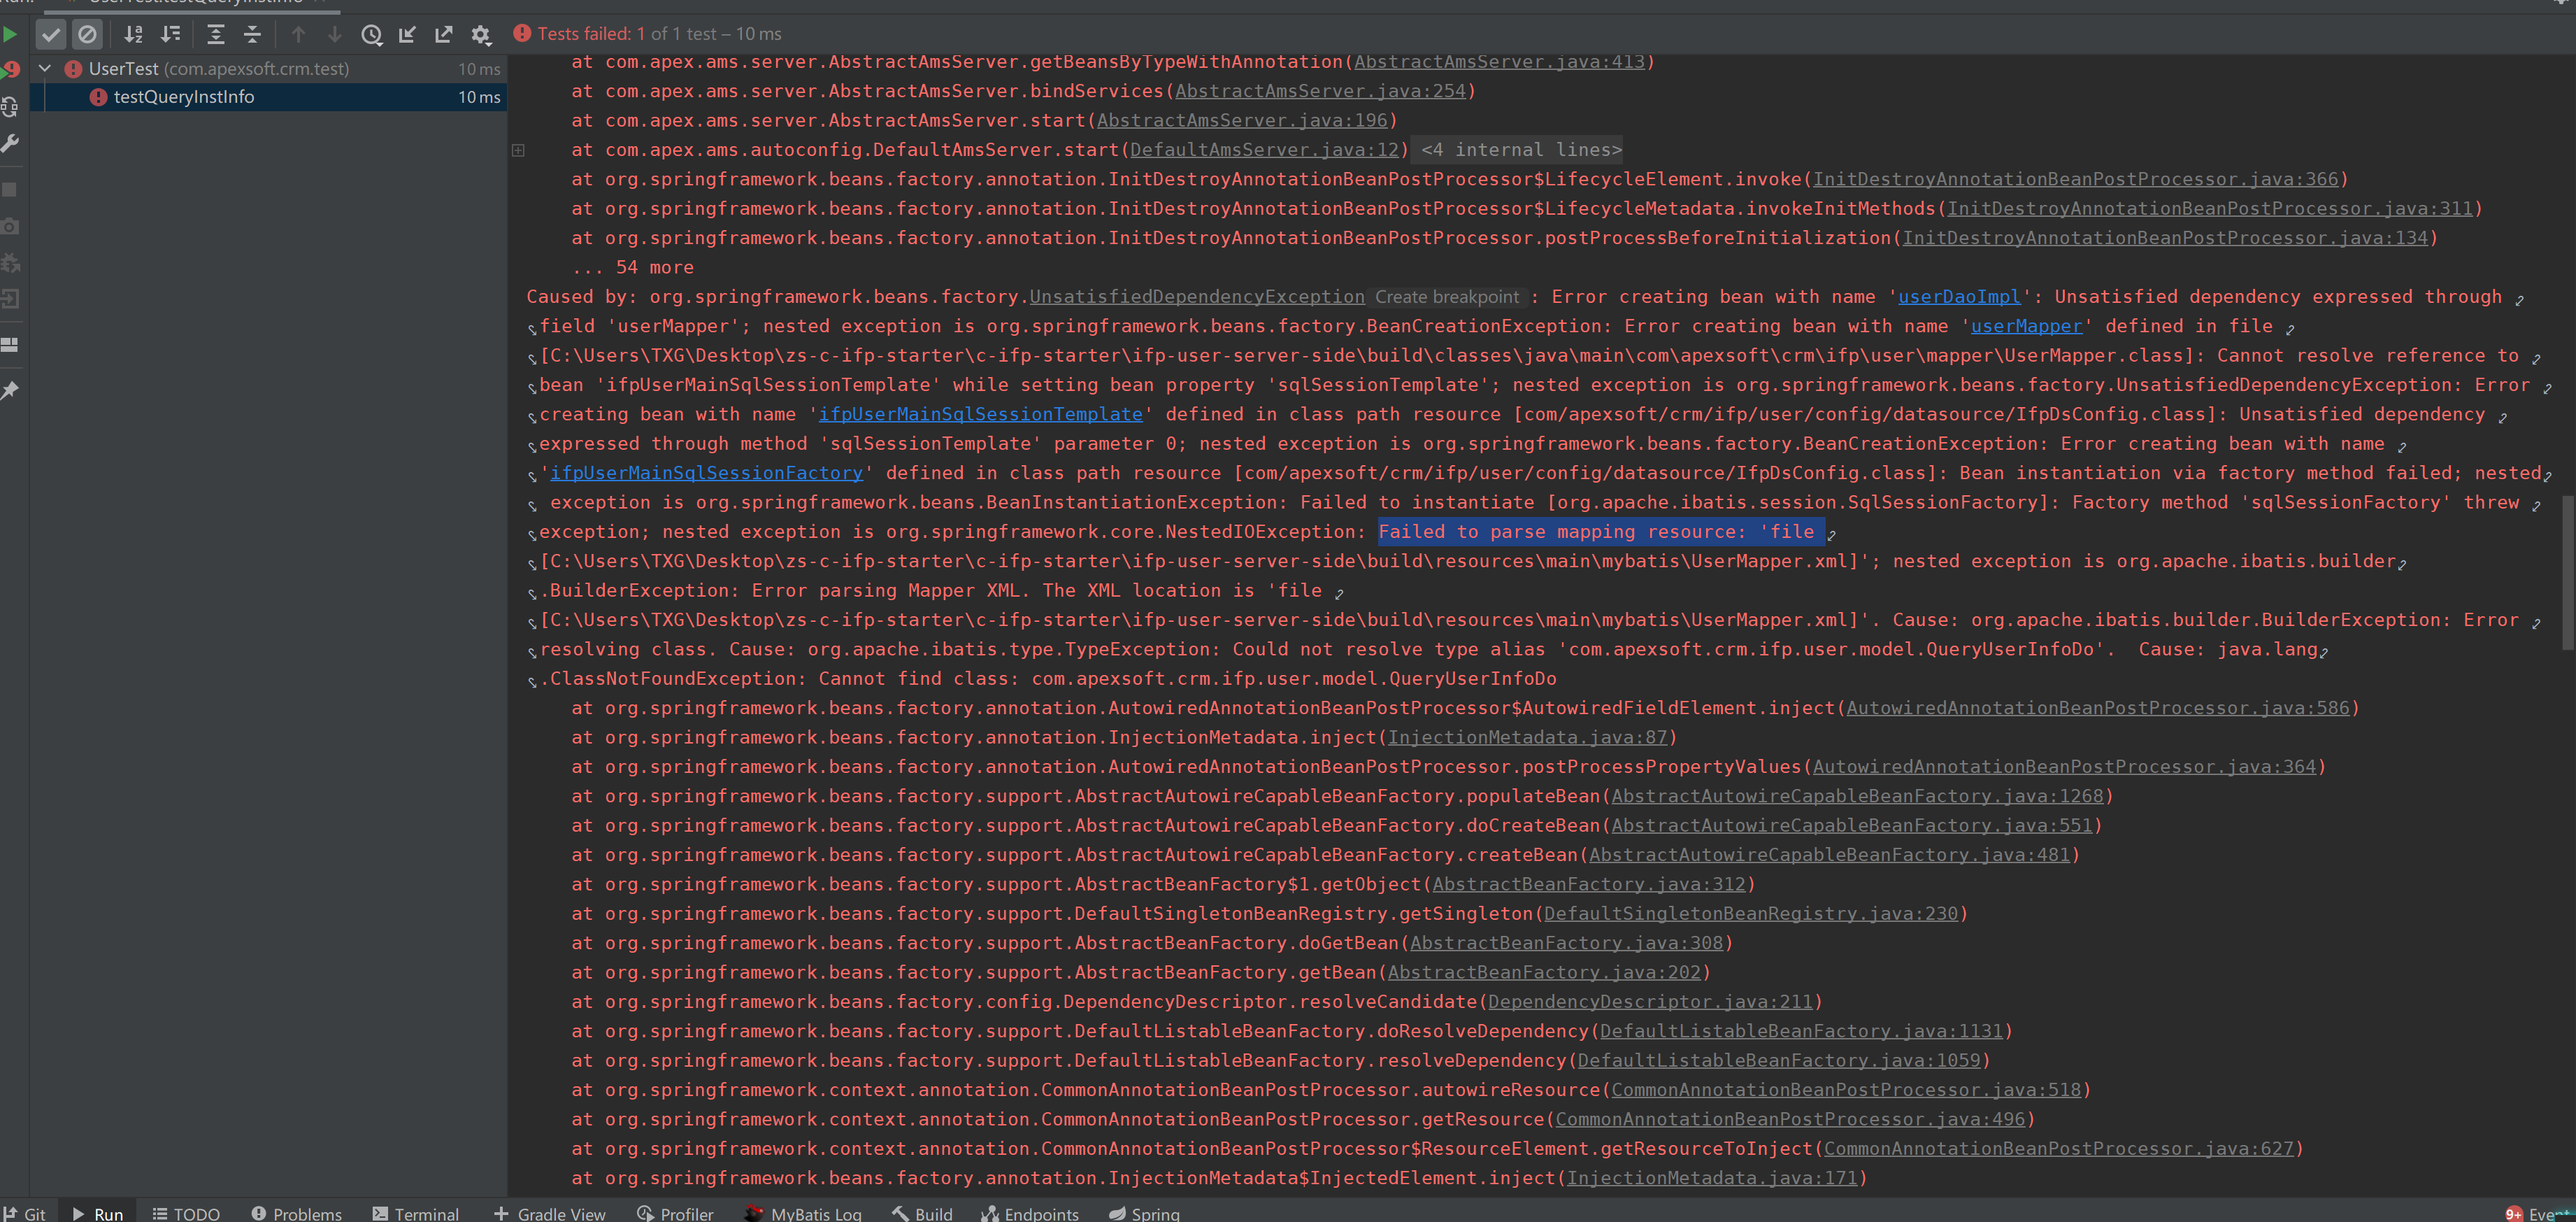 UserTest.testQueryInstInfo
Tests failed: 1 of 1 test – 10 ms
UserTest (com.apexsoft.crm.test) 10 ms
testQueryInstInfo 10 ms
at com.apex.ams.server.AbstractAmsServer.getBeansByTypeWithAnnotation(AbstractAmsServer.java:413)
at com.apex.ams.server.AbstractAmsServer.bindServices(AbstractAmsServer.java:254)
at com.apex.ams.server.AbstractAmsServer.start(AbstractAmsServer.java:196)
at com.apex.ams.autoconfig.DefaultAmsServer.start(DefaultAmsServer.java:12) <4 internal lines>
at org.springframework.beans.factory.annotation.InitDestroyAnnotationBeanPostProcessor$LifecycleElement.invoke(InitDestroyAnnotationBeanPostProcessor.java:366)
at org.springframework.beans.factory.annotation.InitDestroyAnnotationBeanPostProcessor$LifecycleMetadata.invokeInitMethods(InitDestroyAnnotationBeanPostProcessor.java:311)
at org.springframework.beans.factory.annotation.InitDestroyAnnotationBeanPostProcessor.postProcessBeforeInitialization(InitDestroyAnnotationBeanPostProcessor.java:134)
... 54 more
Caused by: org.springframework.beans.factory.UnsatisfiedDependencyException Create breakpoint : Error creating bean with name 'userDaoImpl': Unsatisfied dependency expressed through
field 'userMapper'; nested exception is org.springframework.beans.factory.BeanCreationException: Error creating bean with name 'userMapper' defined in file
[C:\Users\TXG\Desktop\zs-c-ifp-starter\c-ifp-starter\ifp-user-server-side\build\classes\java\main\com\apexsoft\crm\ifp\user\mapper\UserMapper.class]: Cannot resolve reference to
bean 'ifpUserMainSqlSessionTemplate' while setting bean property 'sqlSessionTemplate'; nested exception is org.springframework.beans.factory.UnsatisfiedDependencyException: Error
creating bean with name 'ifpUserMainSqlSessionTemplate' defined in class path resource [com/apexsoft/crm/ifp/user/config/datasource/IfpDsConfig.class]: Unsatisfied dependency
expressed through method 'sqlSessionTemplate' parameter 0; nested exception is org.springframework.beans.factory.BeanCreationException: Error creating bean with name
'ifpUserMainSqlSessionFactory' defined in class path resource [com/apexsoft/crm/ifp/user/config/datasource/IfpDsConfig.class]: Bean instantiation via factory method failed; nested
exception is org.springframework.beans.BeanInstantiationException: Failed to instantiate [org.apache.ibatis.session.SqlSessionFactory]: Factory method 'sqlSessionFactory' threw
exception; nested exception is org.springframework.core.NestedIOException: Failed to parse mapping resource: 'file
[C:\Users\TXG\Desktop\zs-c-ifp-starter\c-ifp-starter\ifp-user-server-side\build\resources\main\mybatis\UserMapper.xml]'; nested exception is org.apache.ibatis.builder
.BuilderException: Error parsing Mapper XML. The XML location is 'file
[C:\Users\TXG\Desktop\zs-c-ifp-starter\c-ifp-starter\ifp-user-server-side\build\resources\main\mybatis\UserMapper.xml]'. Cause: org.apache.ibatis.builder.BuilderException: Error
resolving class. Cause: org.apache.ibatis.type.TypeException: Could not resolve type alias 'com.apexsoft.crm.ifp.user.model.QueryUserInfoDo'.  Cause: java.lang
.ClassNotFoundException: Cannot find class: com.apexsoft.crm.ifp.user.model.QueryUserInfoDo
at org.springframework.beans.factory.annotation.AutowiredAnnotationBeanPostProcessor$AutowiredFieldElement.inject(AutowiredAnnotationBeanPostProcessor.java:586)
at org.springframework.beans.factory.annotation.InjectionMetadata.inject(InjectionMetadata.java:87)
at org.springframework.beans.factory.annotation.AutowiredAnnotationBeanPostProcessor.postProcessPropertyValues(AutowiredAnnotationBeanPostProcessor.java:364)
at org.springframework.beans.factory.support.AbstractAutowireCapableBeanFactory.populateBean(AbstractAutowireCapableBeanFactory.java:1268)
at org.springframework.beans.factory.support.AbstractAutowireCapableBeanFactory.doCreateBean(AbstractAutowireCapableBeanFactory.java:551)
at org.springframework.beans.factory.support.AbstractAutowireCapableBeanFactory.createBean(AbstractAutowireCapableBeanFactory.java:481)
at org.springframework.beans.factory.support.AbstractBeanFactory$1.getObject(AbstractBeanFactory.java:312)
at org.springframework.beans.factory.support.DefaultSingletonBeanRegistry.getSingleton(DefaultSingletonBeanRegistry.java:230)
at org.springframework.beans.factory.support.AbstractBeanFactory.doGetBean(AbstractBeanFactory.java:308)
at org.springframework.beans.factory.support.AbstractBeanFactory.getBean(AbstractBeanFactory.java:202)
at org.springframework.beans.factory.config.DependencyDescriptor.resolveCandidate(DependencyDescriptor.java:211)
at org.springframework.beans.factory.support.DefaultListableBeanFactory.doResolveDependency(DefaultListableBeanFactory.java:1131)
at org.springframework.beans.factory.support.DefaultListableBeanFactory.resolveDependency(DefaultListableBeanFactory.java:1059)
at org.springframework.context.annotation.CommonAnnotationBeanPostProcessor.autowireResource(CommonAnnotationBeanPostProcessor.java:518)
at org.springframework.context.annotation.CommonAnnotationBeanPostProcessor.getResource(CommonAnnotationBeanPostProcessor.java:496)
at org.springframework.context.annotation.CommonAnnotationBeanPostProcessor$ResourceElement.getResourceToInject(CommonAnnotationBeanPostProcessor.java:627)
at org.springframework.beans.factory.annotation.InjectionMetadata$InjectedElement.inject(InjectionMetadata.java:171)
Git Run TODO Problems Terminal Gradle View Profiler MyBatis Log Build Endpoints Spring 9+ Event